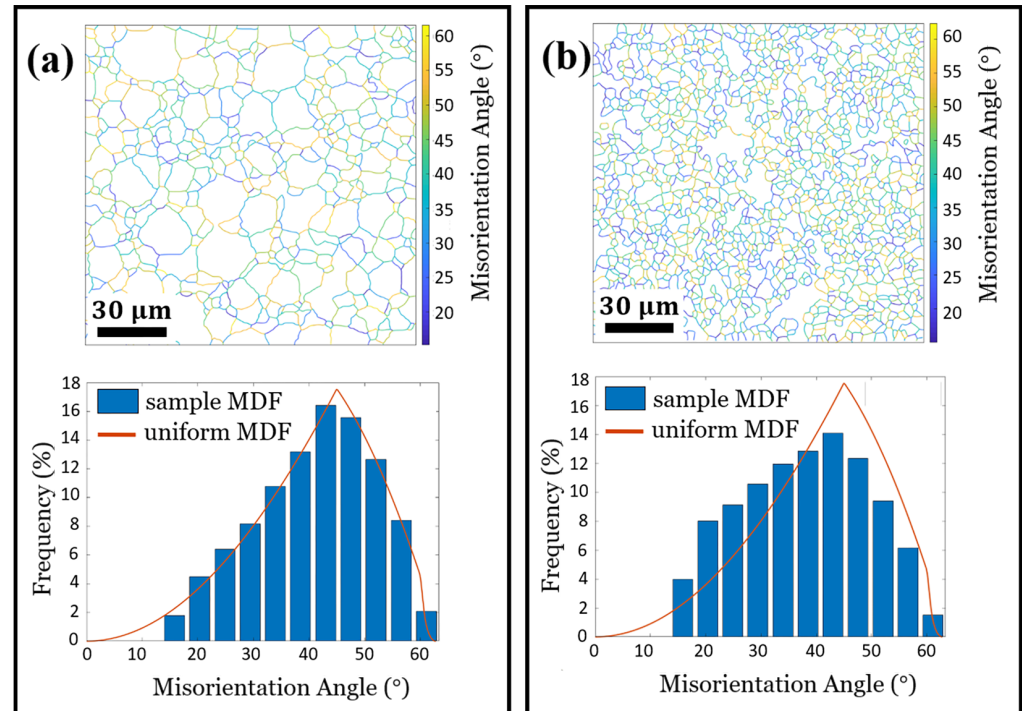 (a)
60
55
50
45
40
35
30
25
20
Misorientation Angle (°)
30 μm
18
16
14
12
10
8
6
4
2
0
Frequency (%)
sample MDF
uniform MDF
0 10 20 30 40 50 60
Misorientation Angle (°)
(b)
60
55
50
45
40
35
30
25
20
Misorientation Angle (°)
30 μm
18
16
14
12
10
8
6
4
2
0
Frequency (%)
sample MDF
uniform MDF
0 10 20 30 40 50 60
Misorientation Angle (°)